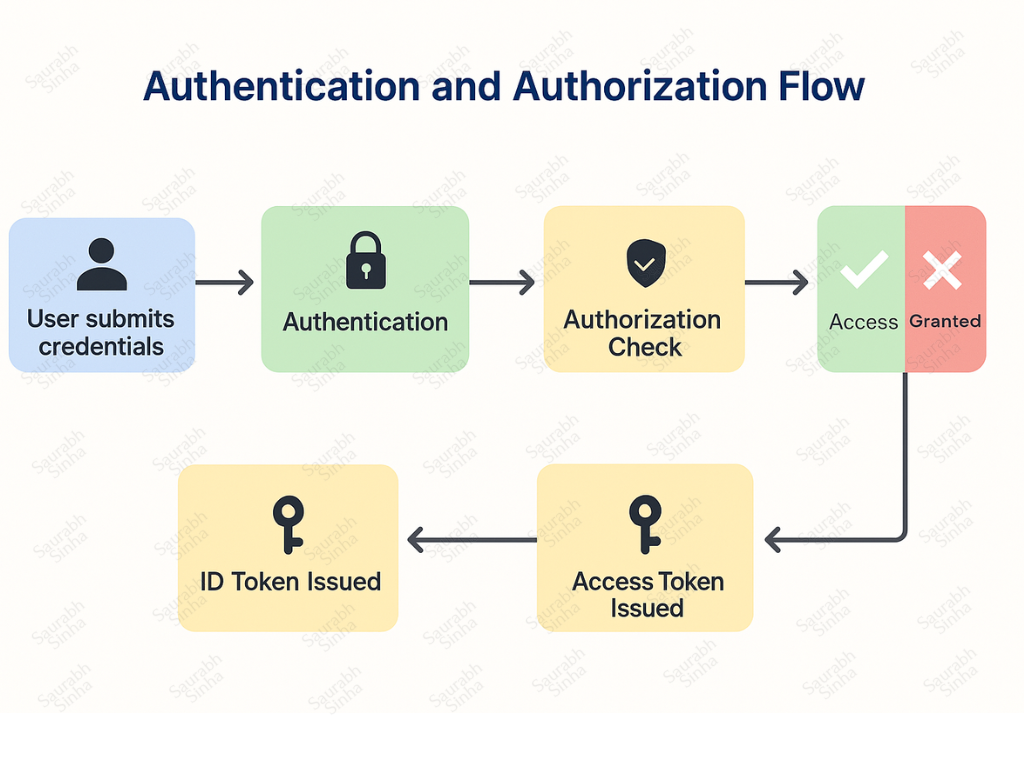 Authentication and Authorization Flow
User submits
credentials
Authentication
Authorization
Check
Access Granted
ID Token Issued
Access Token
Issued
Saurabh
Sinha